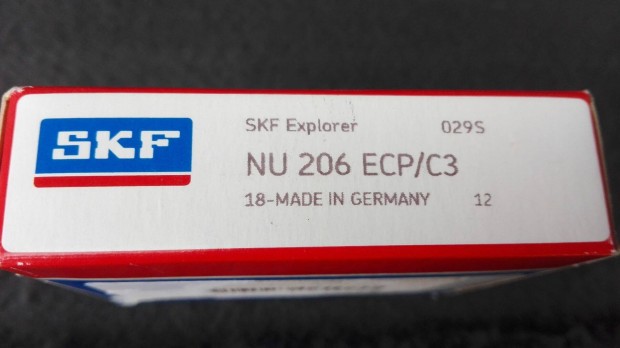 SKF
SKF Explorer 029S
NU 206 ECP/C3
18-MADE IN GERMANY 12